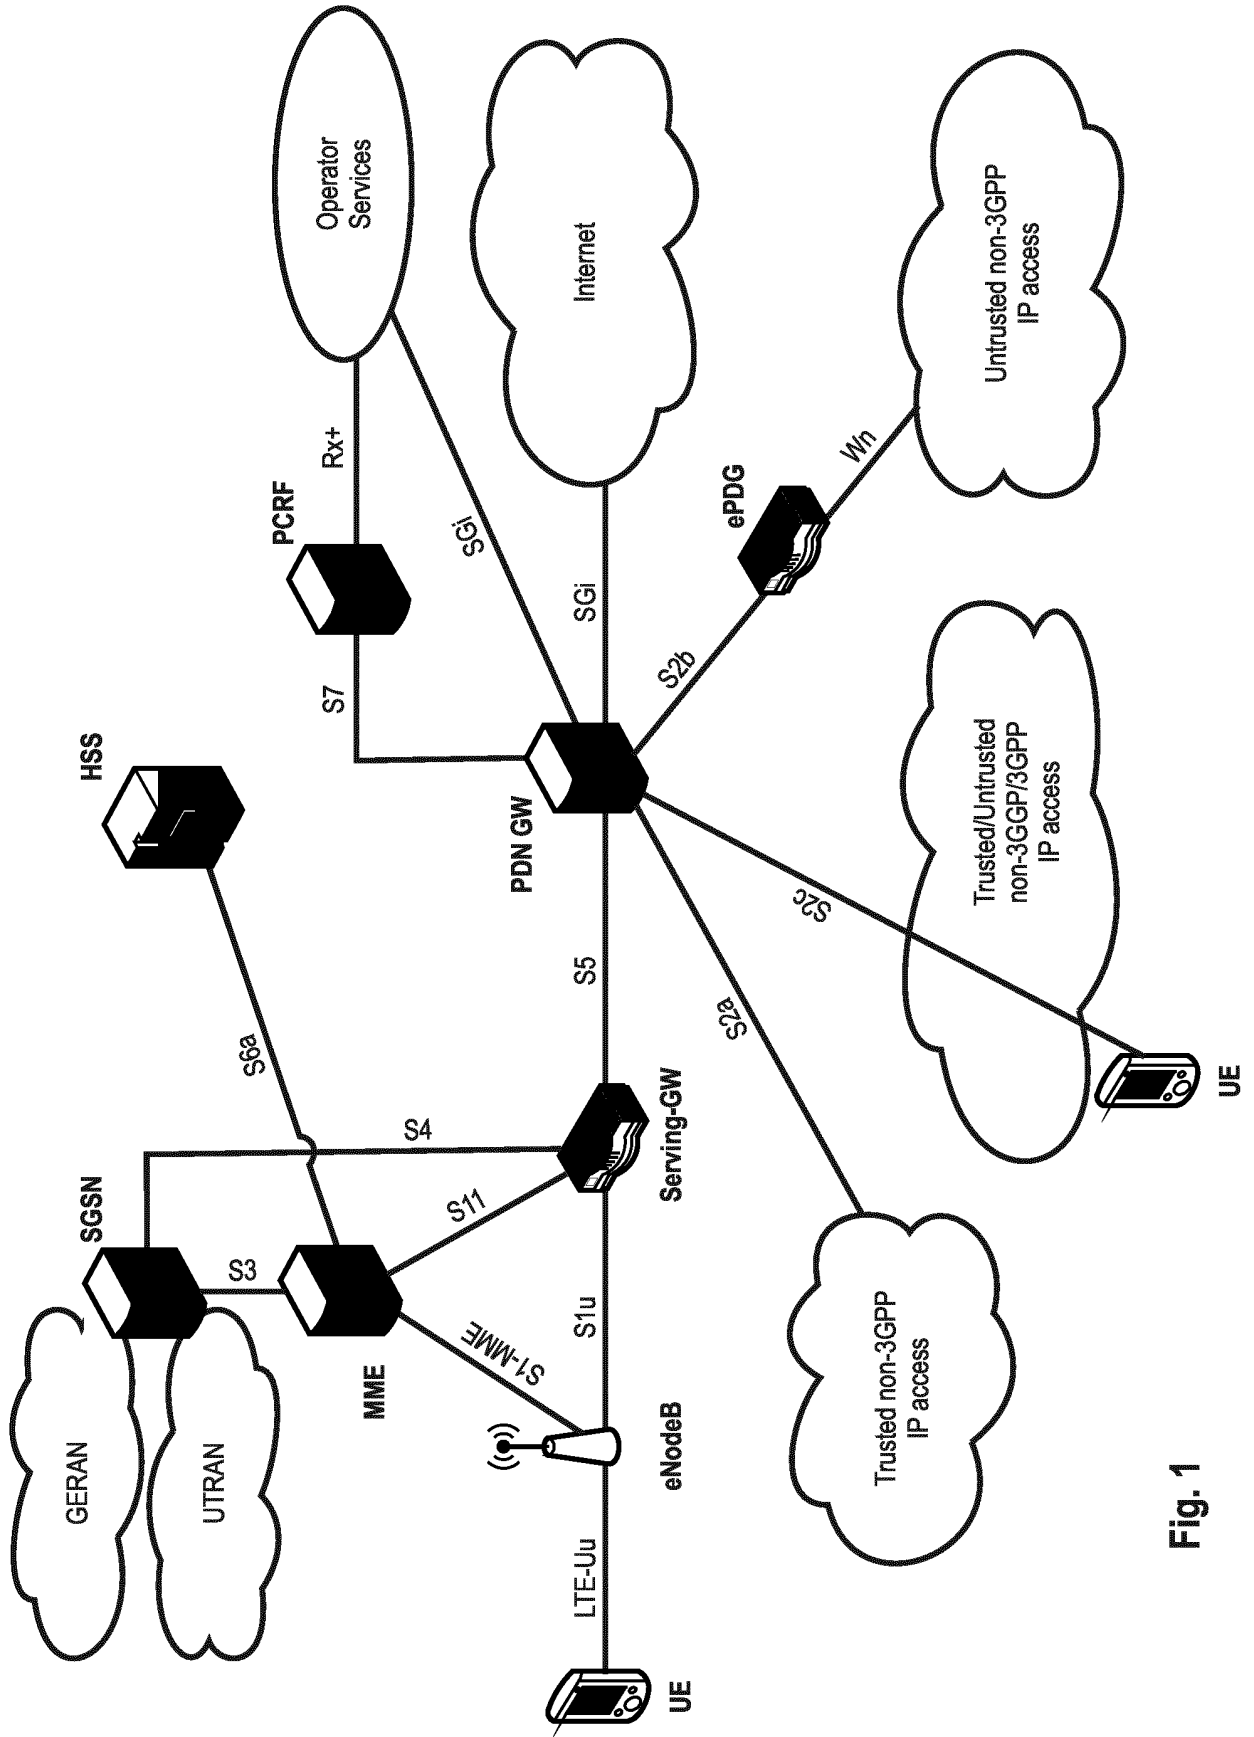 GERAN
UTRAN
SGSN
HSS
S3
S6a
MME
S4
S11
S1-MME
PCRF
S7
Rx+
Operator
Services
SGi
UE
LTE-Uu
eNodeB
S1u
Serving-GW
S5
PDN GW
SGi
Internet
S2a
S2c
S2b
ePDG
Wn
Trusted non-3GPP
IP access
Trusted/Untrusted
non-3GGP/3GPP
IP access
Untrusted non-3GPP
IP access
UE
Fig. 1